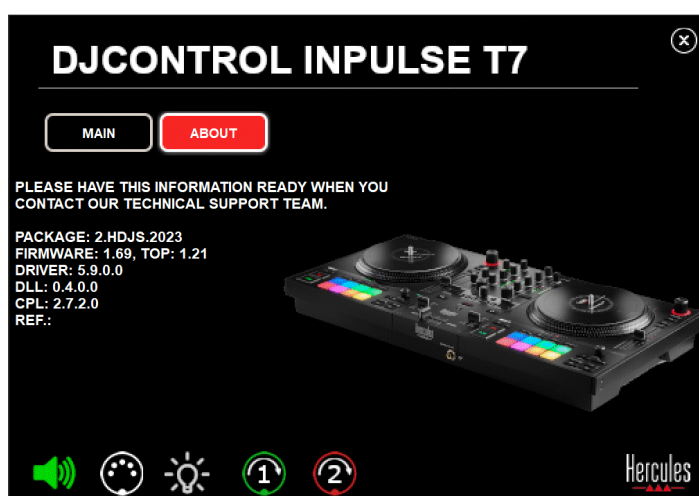 DJCONTROL INPULSE T7
MAIN
ABOUT
PLEASE HAVE THIS INFORMATION READY WHEN YOU
CONTACT OUR TECHNICAL SUPPORT TEAM.
PACKAGE: 2.HDJS.2023
FIRMWARE: 1.69, TOP: 1.21
DRIVER: 5.9.0.0
DLL: 0.4.0.0
CPL: 2.7.2.0
REF.:
1
2
Hercules